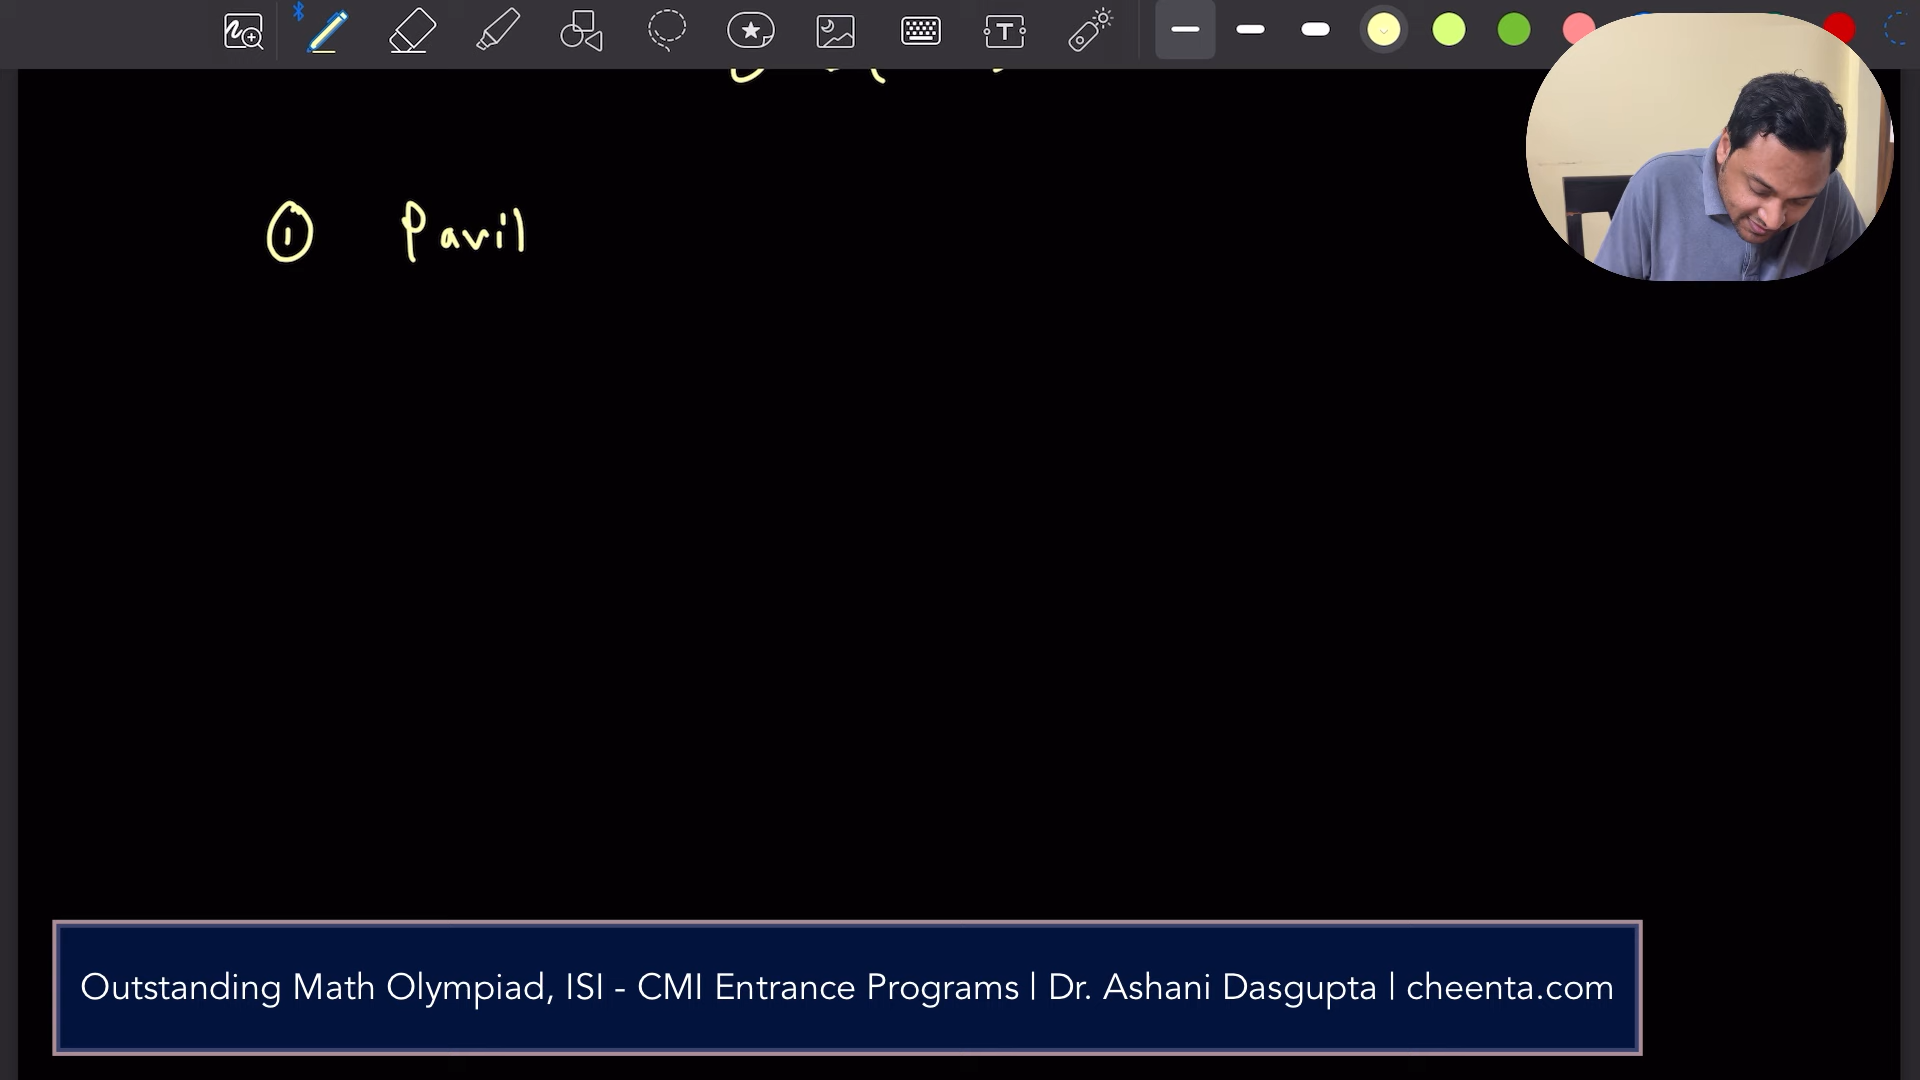 ① Pavil
Outstanding Math Olympiad, ISI - CMI Entrance Programs | Dr. Ashani Dasgupta | cheenta.com